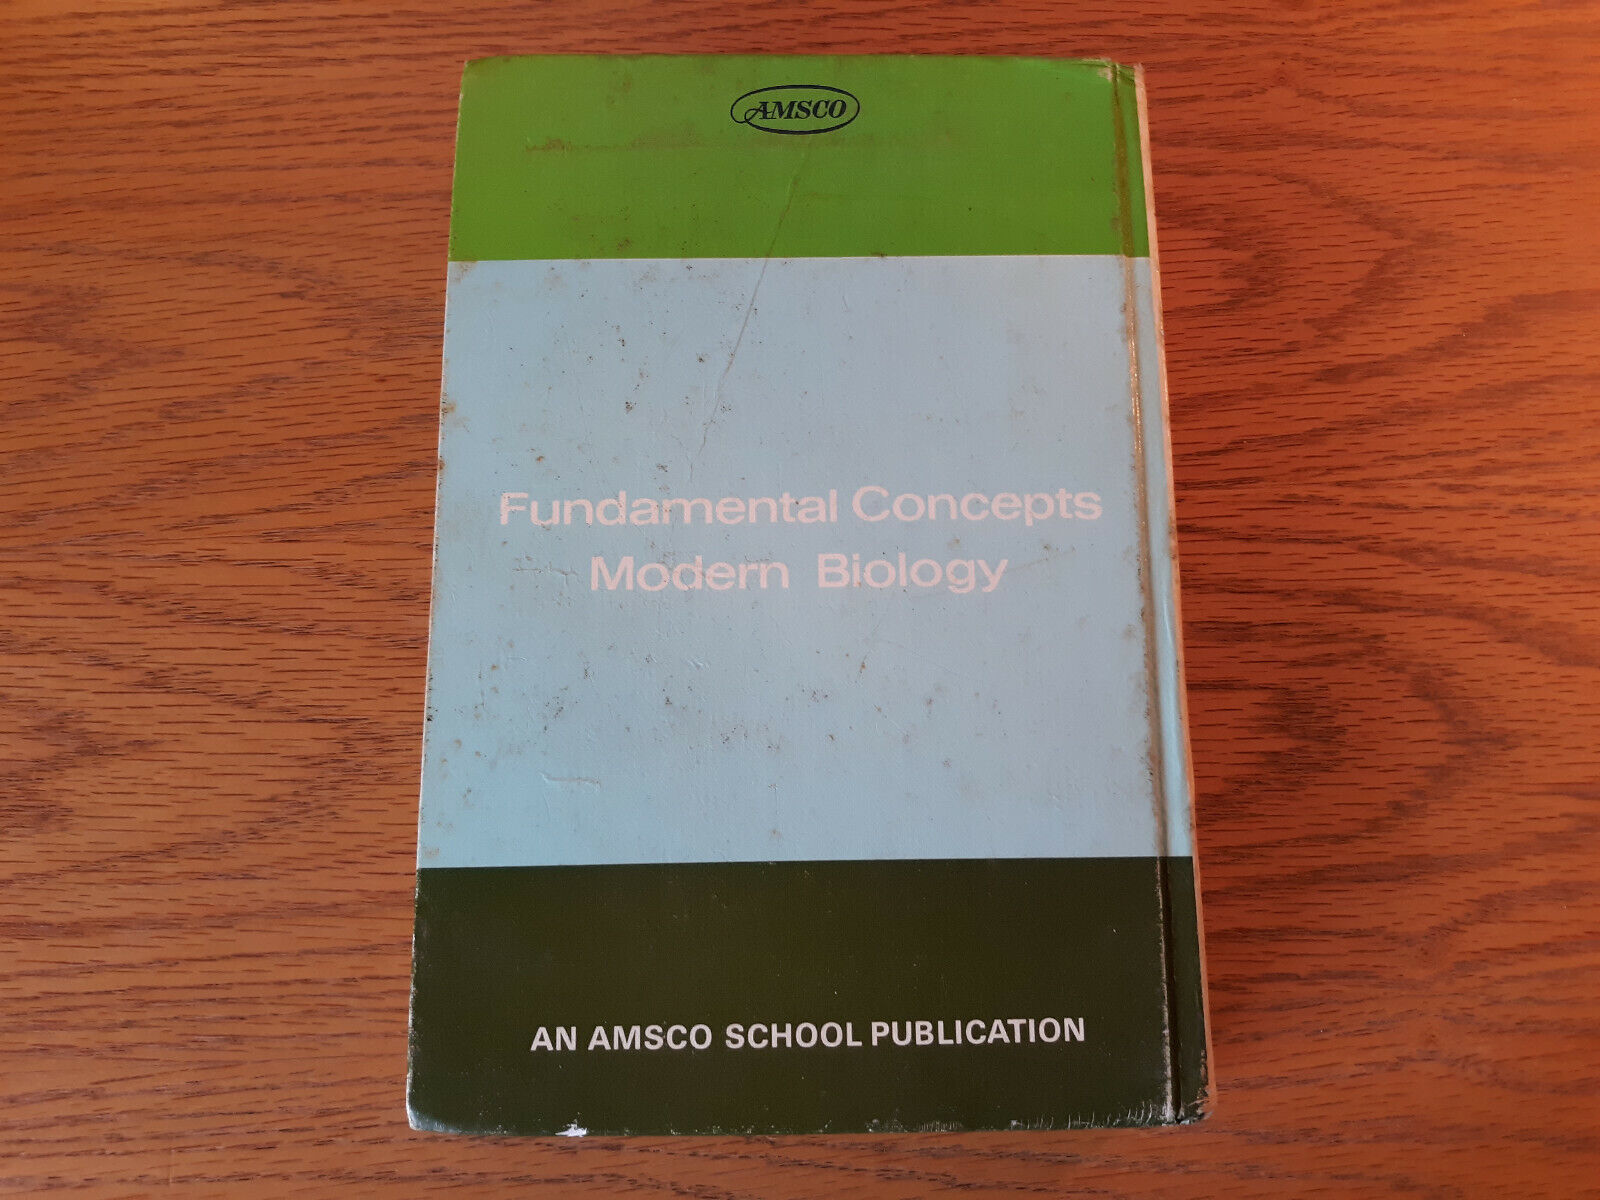 AMSCO
Fundamental Concepts
Modern Biology
AN AMSCO SCHOOL PUBLICATION